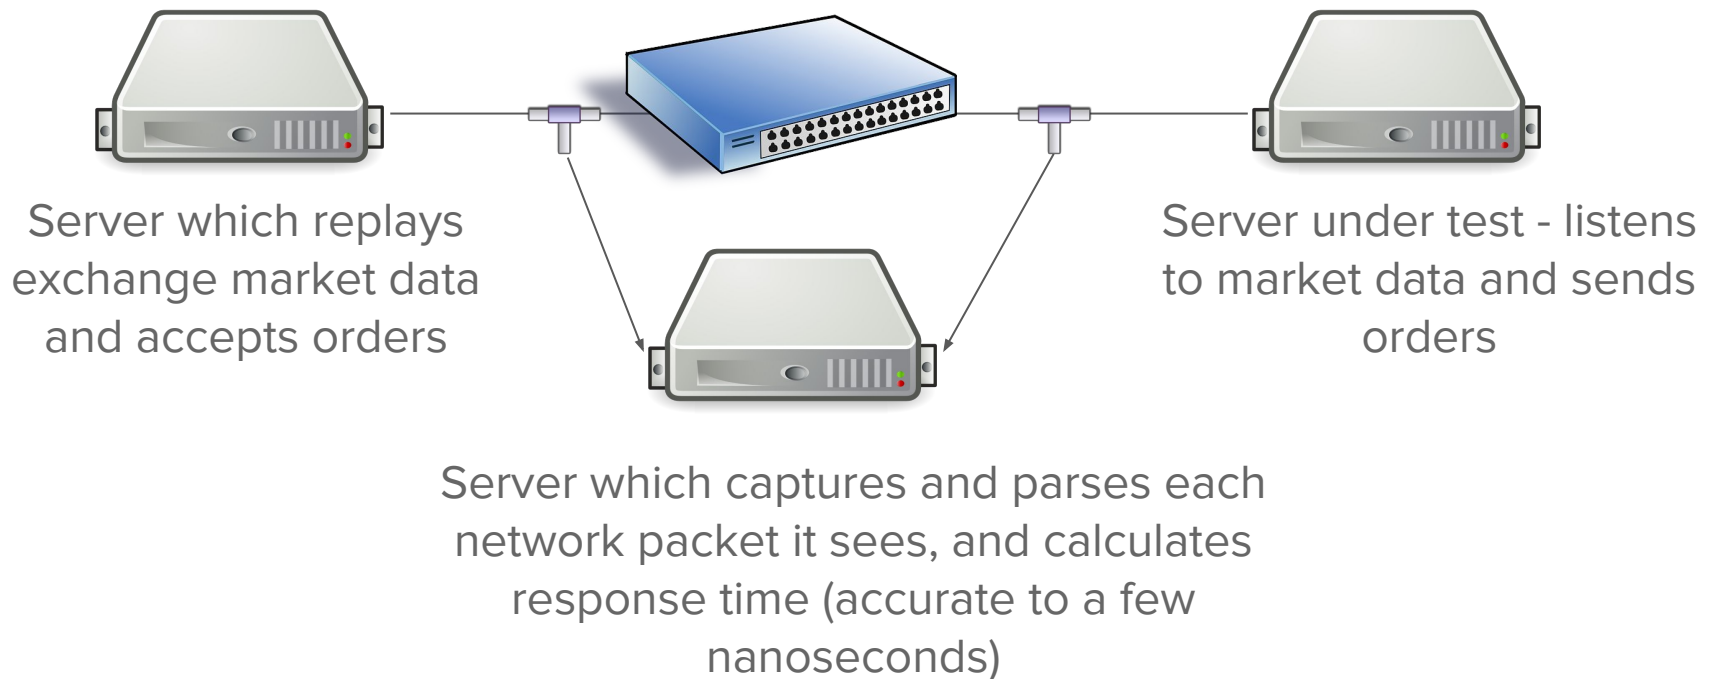 Server which replays
exchange market data
and accepts orders
Server under test - listens
to market data and sends
orders
Server which captures and parses each
network packet it sees, and calculates
response time (accurate to a few
nanoseconds)